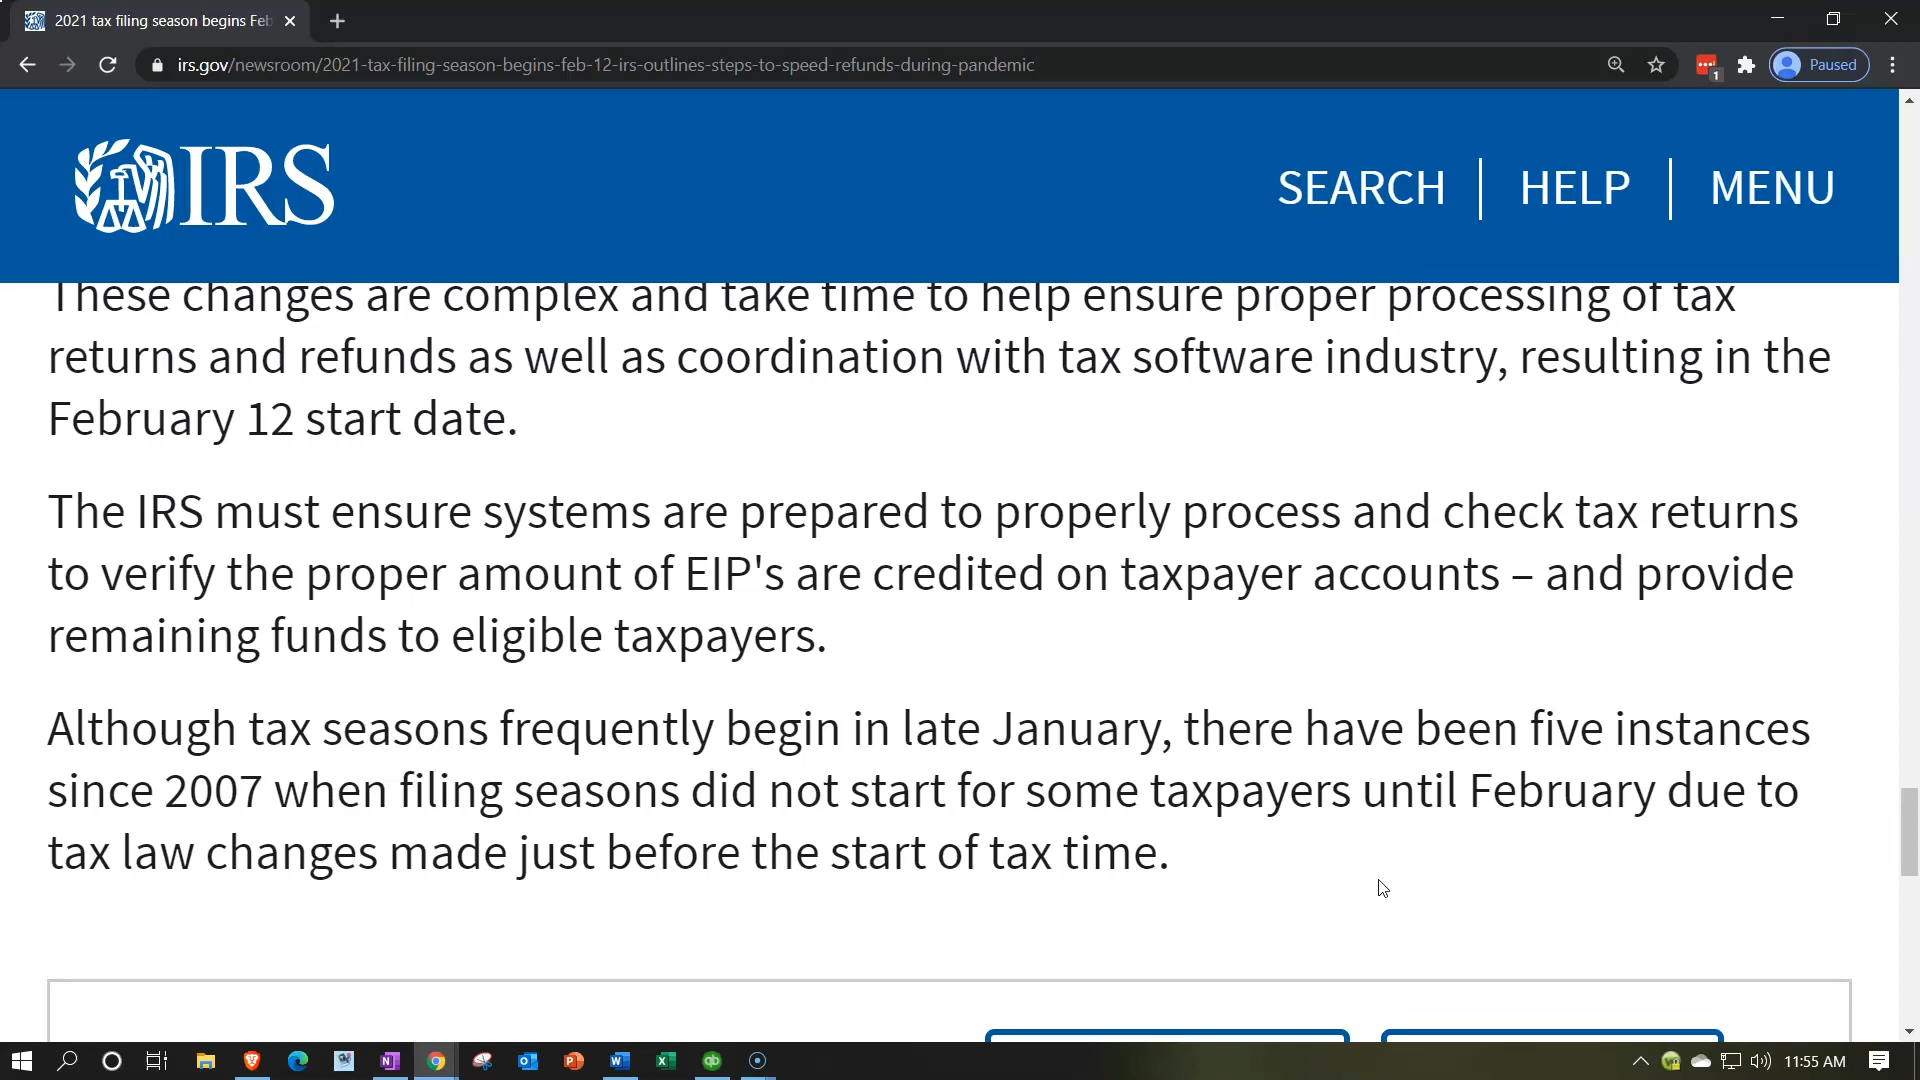 2021 tax filing season begins Feb
irs.gov/newsroom/2021-tax-filing-season-begins-feb-12-irs-outlines-steps-to-speed-refunds-during-pandemic
1
Paused
IRS
SEARCH
HELP
MENU
These changes are complex and take time to help ensure proper processing of tax
returns and refunds as well as coordination with tax software industry, resulting in the
February 12 start date.
The IRS must ensure systems are prepared to properly process and check tax returns
to verify the proper amount of EIP's are credited on taxpayer accounts – and provide
remaining funds to eligible taxpayers.
Although tax seasons frequently begin in late January, there have been five instances
since 2007 when filing seasons did not start for some taxpayers until February due to
tax law changes made just before the start of tax time.
11:55 AM